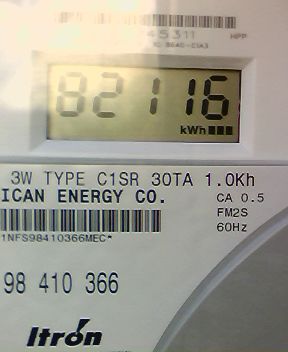 45311 HPP
82116
kWh
3W TYPE C1SR 30TA 1.0Kh
ICAN ENERGY CO. CA 0.5
FM2S
1NFS98410366MEC* 60Hz
98 410 366
Itron